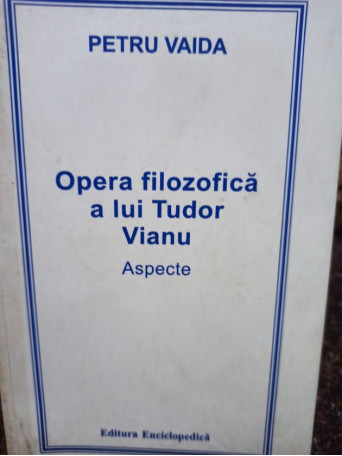 PETRU VAIDA
Opera filozofică
a lui Tudor
Vianu
Aspecte
Editura Enciclopedică